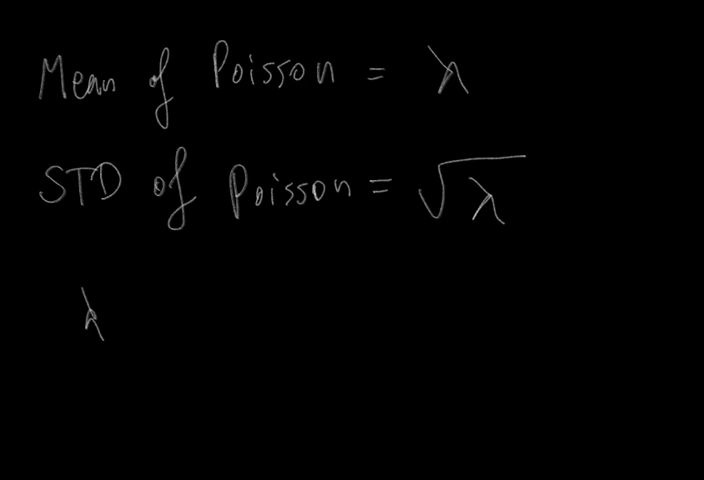 Mean of Poisson = λ
STD of Poisson = √λ
λ